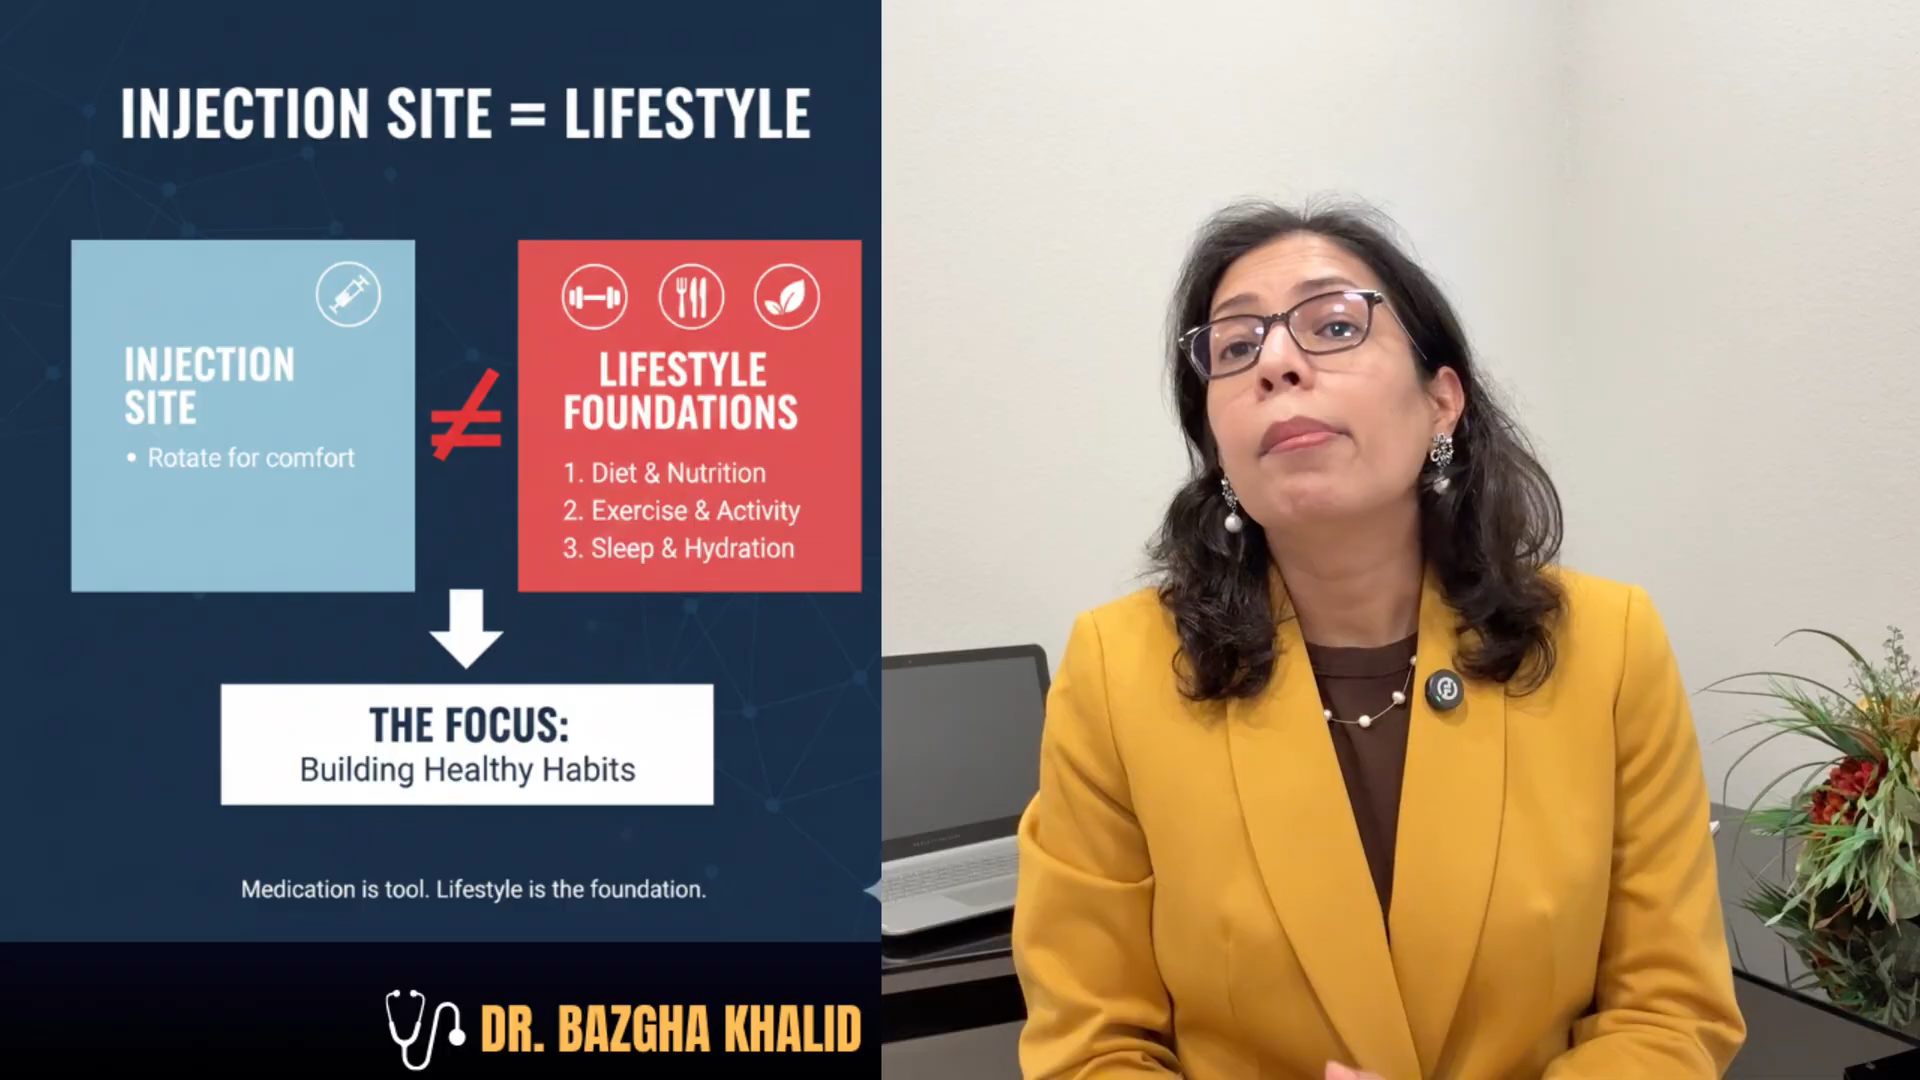 INJECTION SITE = LIFESTYLE
INJECTION
SITE
• Rotate for comfort
≠
LIFESTYLE
FOUNDATIONS
1. Diet & Nutrition
2. Exercise & Activity
3. Sleep & Hydration
THE FOCUS:
Building Healthy Habits
Medication is tool. Lifestyle is the foundation.
DR. BAZGHA KHALID